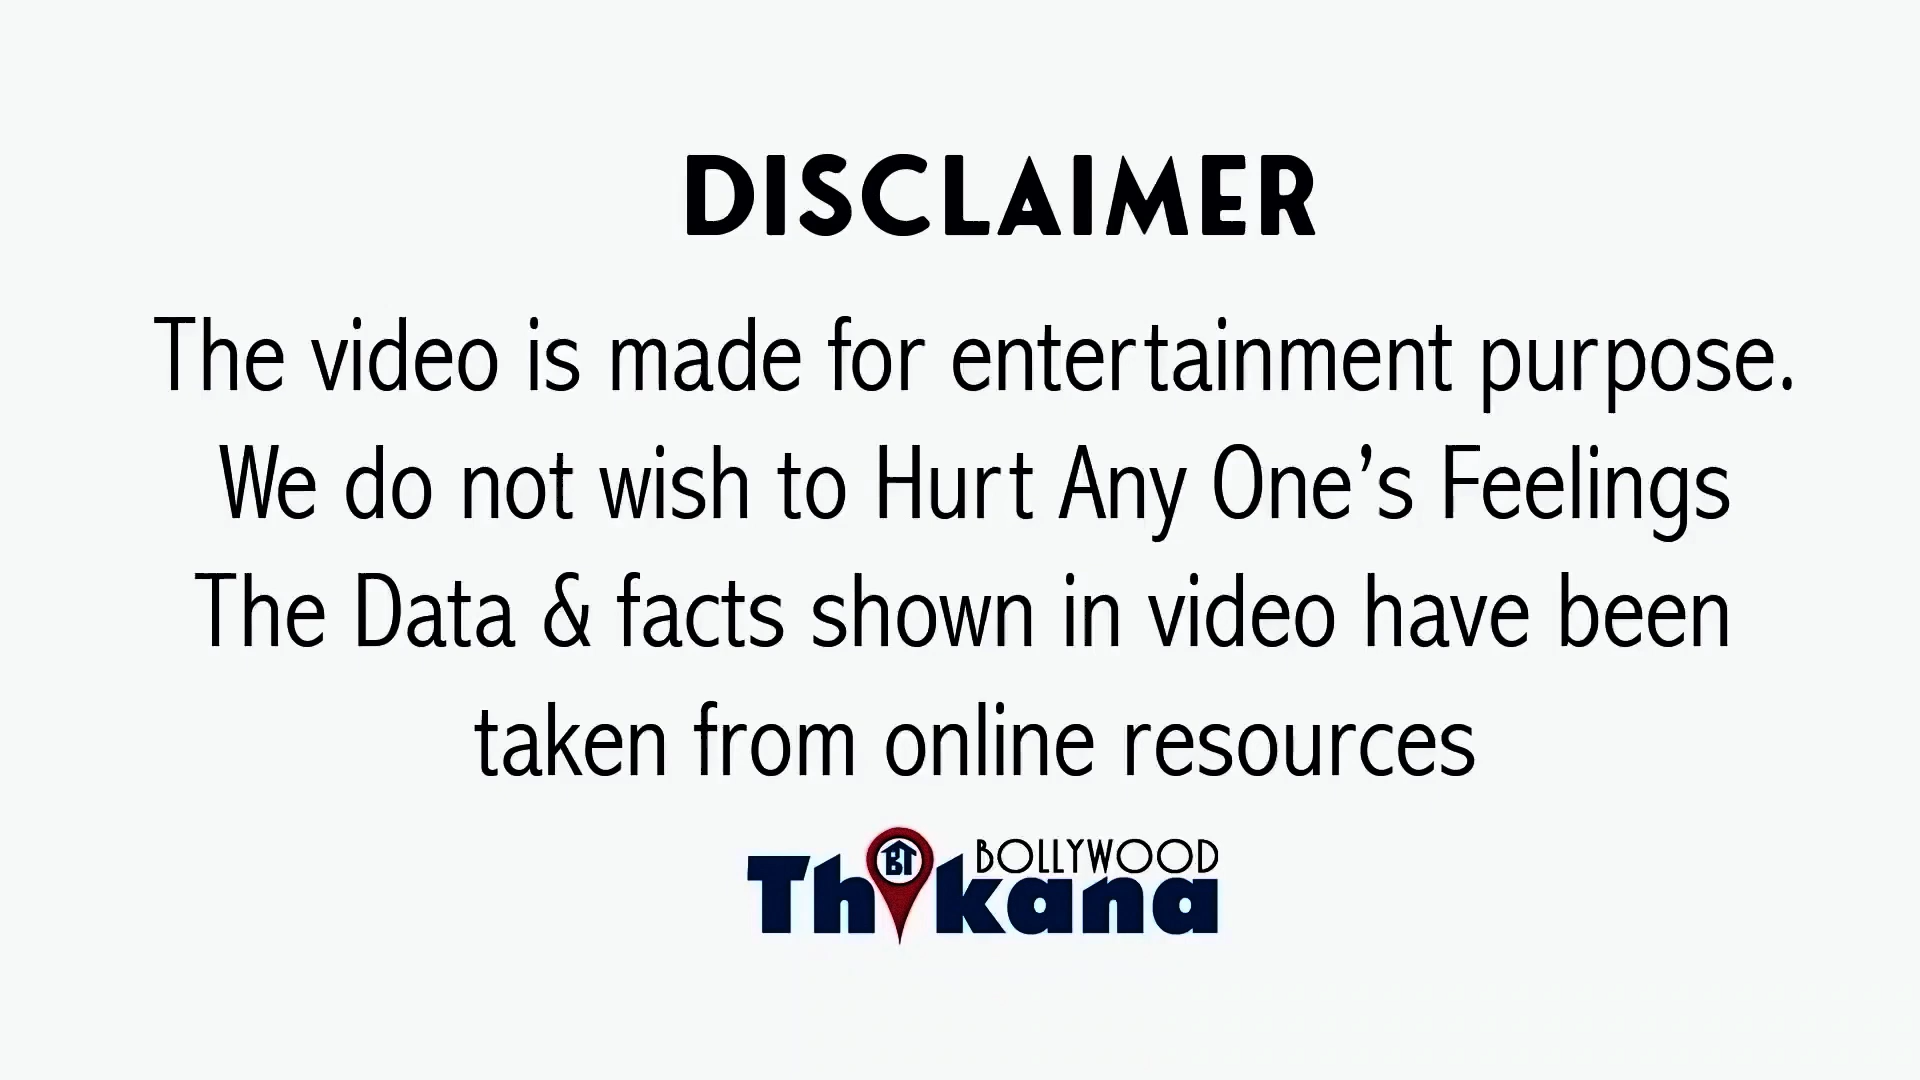 DISCLAIMER
The video is made for entertainment purpose.
We do not wish to Hurt Any One’s Feelings
The Data & facts shown in video have been
taken from online resources
BT
BOLLYWOOD
Thikana